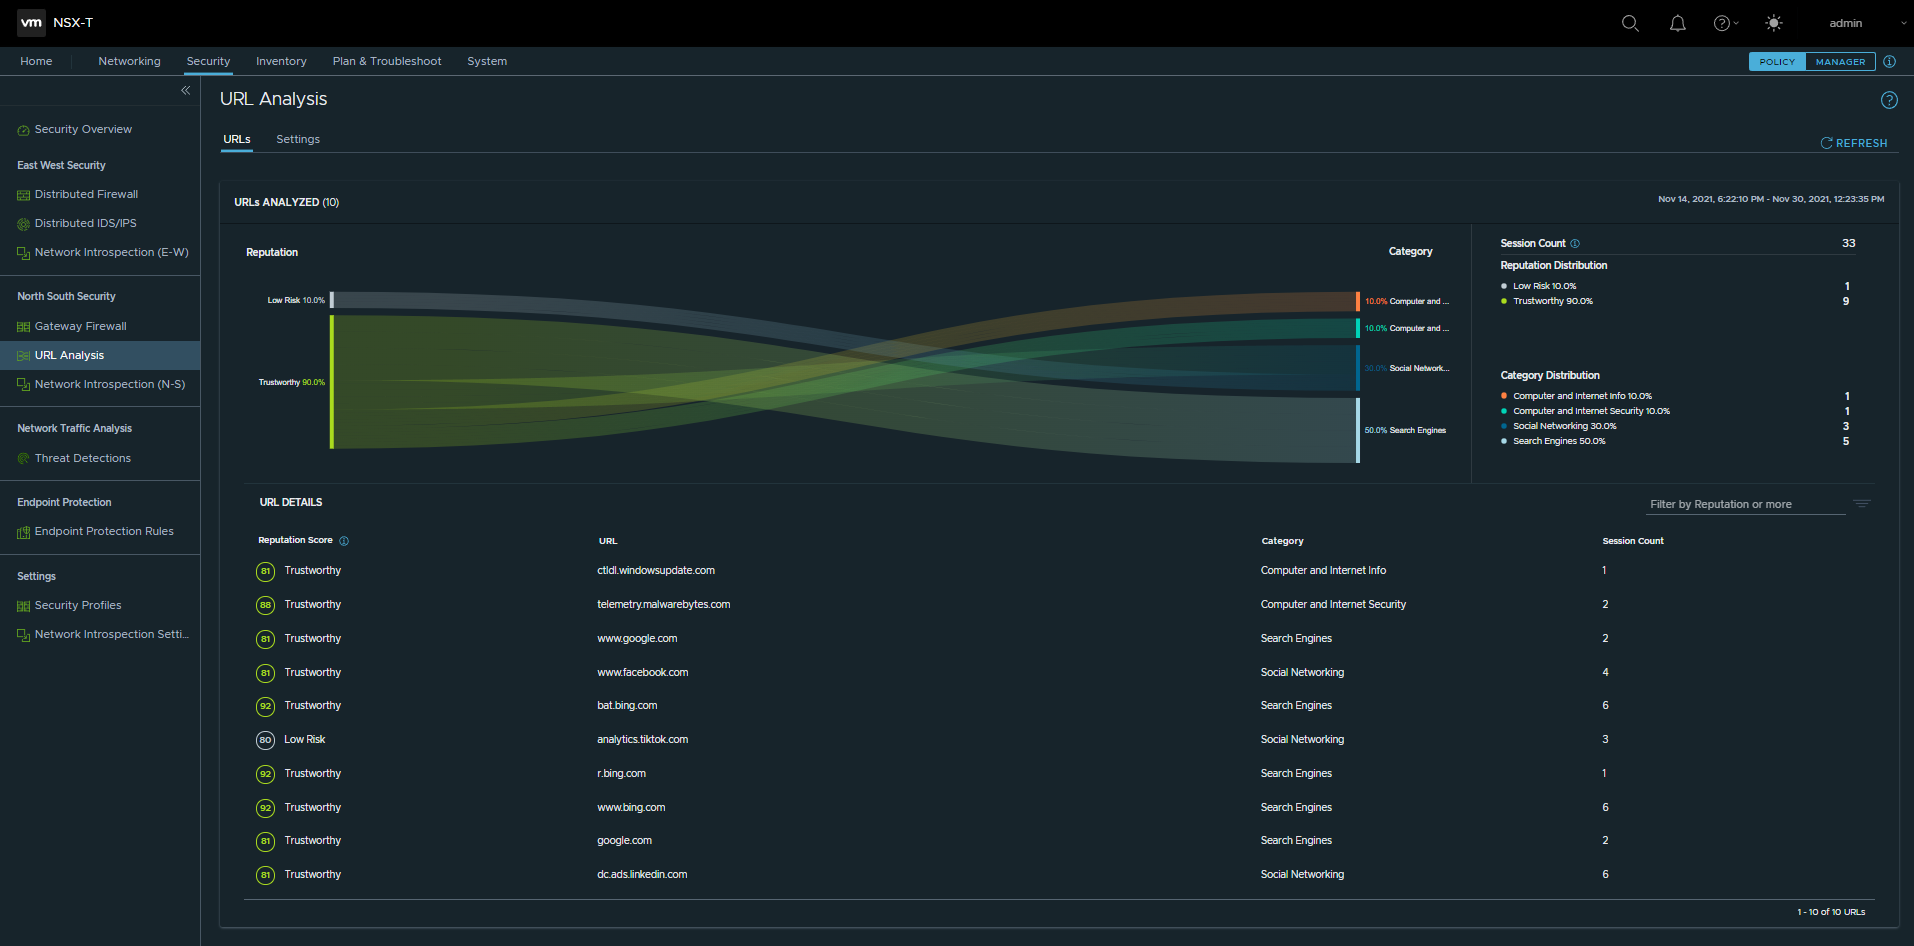 vm NSX-T
admin
Home Networking Security Inventory Plan & Troubleshoot System
POLICY MANAGER
URL Analysis
URLs Settings
REFRESH
Security Overview
East West Security
Distributed Firewall
Distributed IDS/IPS
Network Introspection (E-W)
North South Security
Gateway Firewall
URL Analysis
Network Introspection (N-S)
Network Traffic Analysis
Threat Detections
Endpoint Protection
Endpoint Protection Rules
Settings
Security Profiles
Network Introspection Setti...
URLs ANALYZED (10)
Nov 14, 2021, 6:22:10 PM - Nov 30, 2021, 12:23:35 PM
Reputation
Category
Low Risk 10.0%
Trustworthy 90.0%
10.0% Computer and ...
10.0% Computer and ...
30.0% Social Network...
50.0% Search Engines
Session Count 33
Reputation Distribution
Low Risk 10.0% 1
Trustworthy 90.0% 9
Category Distribution
Computer and Internet Info 10.0% 1
Computer and Internet Security 10.0% 1
Social Networking 30.0% 3
Search Engines 50.0% 5
URL DETAILS
Filter by Reputation or more
Reputation Score URL Category Session Count
81 Trustworthy ctldl.windowsupdate.com Computer and Internet Info 1
88 Trustworthy telemetry.malwarebytes.com Computer and Internet Security 2
81 Trustworthy www.google.com Search Engines 2
81 Trustworthy www.facebook.com Social Networking 4
92 Trustworthy bat.bing.com Search Engines 6
80 Low Risk analytics.tiktok.com Social Networking 3
92 Trustworthy r.bing.com Search Engines 1
92 Trustworthy www.bing.com Search Engines 6
81 Trustworthy google.com Search Engines 2
81 Trustworthy dc.ads.linkedin.com Social Networking 6
1 - 10 of 10 URLs